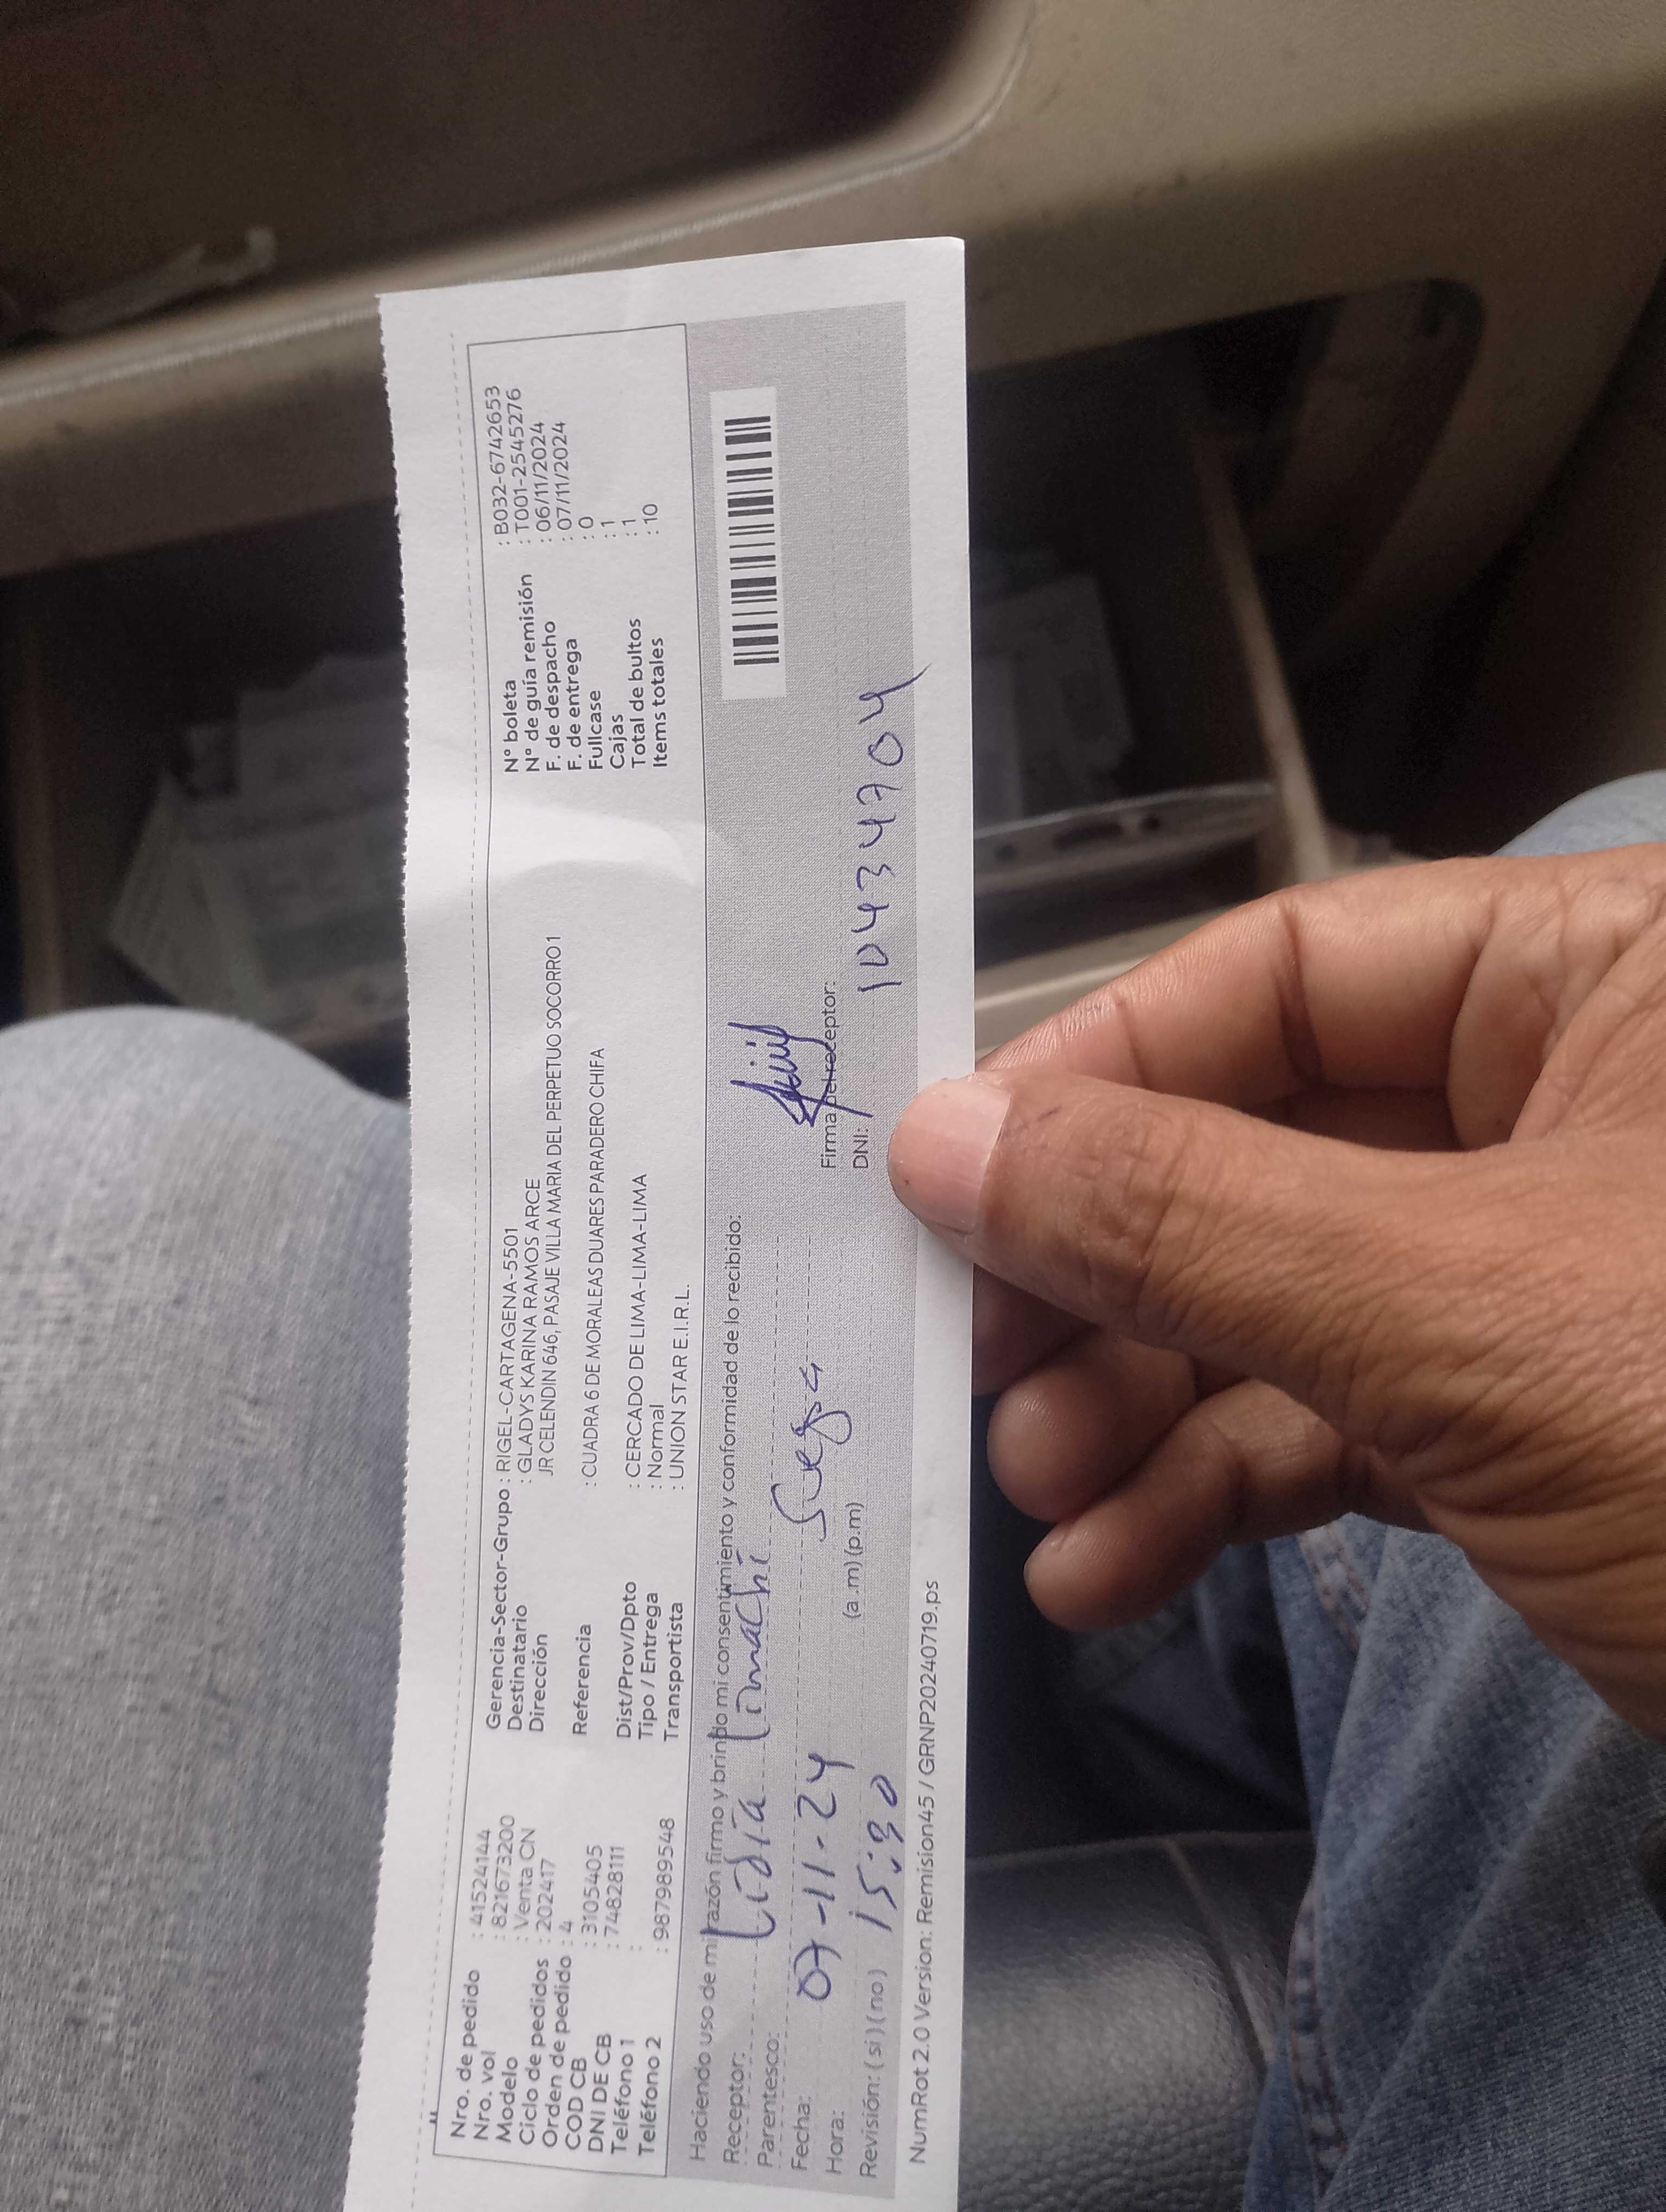 Nro. de pedido : 41524144
Nro. vol : 821673200
Modelo : Venta CN
Ciclo de pedidos : 202417
Orden de pedido : 4
COD CB : 3105405
DNI DE CB : 74828111
Teléfono 1 :
Teléfono 2 : 987989548
Gerencia-Sector-Grupo : RIGEL-CARTAGENA-5501
Destinatario : GLADYS KARINA RAMOS ARCE
Dirección JR CELENDIN 646, PASAJE VILLA MARIA DEL PERPETUO SOCORRO 1
Referencia : CUADRA 6 DE MORALEAS DUARES PARADERO CHIFA
Dist/Prov/Dpto : CERCADO DE LIMA-LIMA-LIMA
Tipo / Entrega : Normal
Transportista : UNION STAR E.I.R.L.
N° boleta : B032-6742653
N° de guía remisión : T001-2545276
F. de despacho : 06/11/2024
F. de entrega : 07/11/2024
Fullcase : 0
Cajas : 1
Total de bultos : 1
Items totales : 10
Haciendo uso de mi razón firmo y brindo mi consentimiento y conformidad de lo recibido:
Receptor: Lidia Limachi
Parentesco: Suegra
Fecha: 07-11-24
Hora: 15:30 (a.m) (p.m)
Revisión: ( si ) ( no )
Firma del receptor:
DNI: 10434704
NumRot 2.0 Version: Remision45 / GRNP20240719.ps